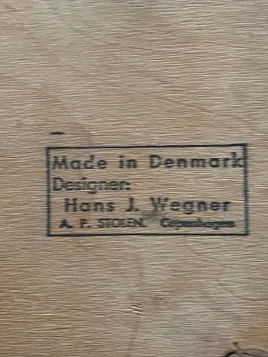 Made in Denmark
Designer:
Hans J. Wegner
A. P. STOLEN Copenhagen